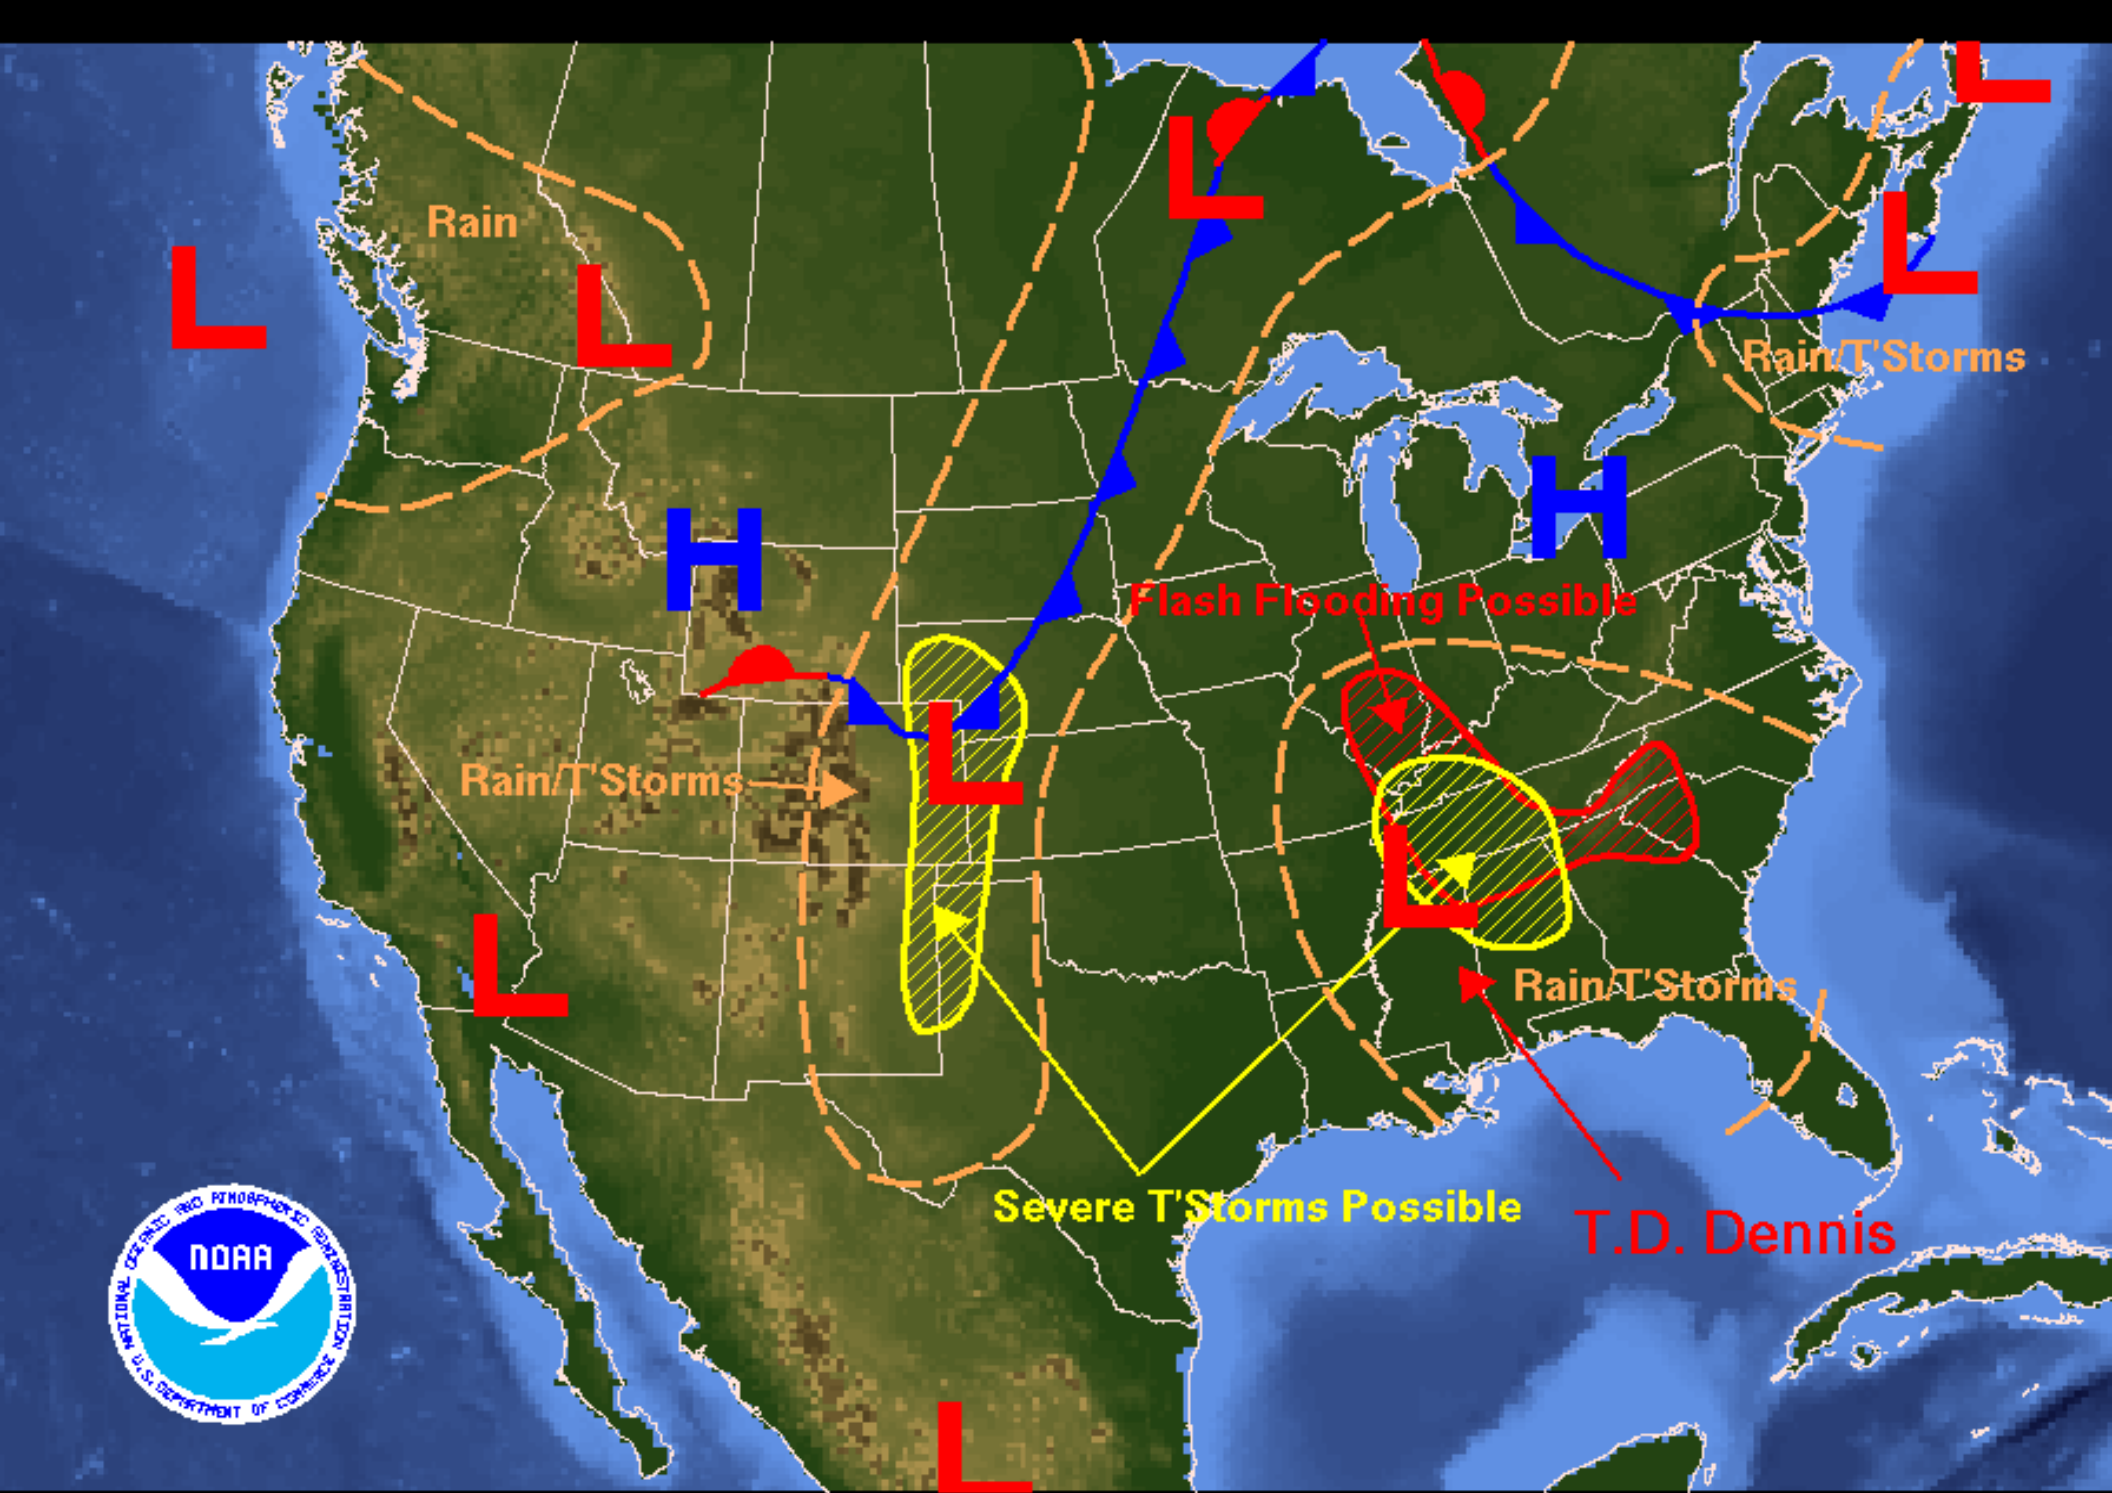 L
L
Rain
L
L
L
L
Rain/T'Storms
H
H
Flash Flooding Possible
Rain/T'Storms
L
L
L
Rain/T'Storms
Severe T'Storms Possible
T.D. Dennis
NATIONAL OCEANIC AND ATMOSPHERIC ADMINISTRATION
NOAA
U.S. DEPARTMENT OF COMMERCE
L